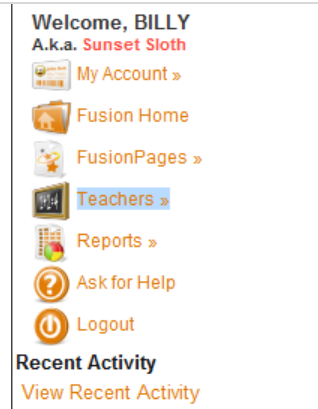 Welcome, BILLY
A.k.a. Sunset Sloth
My Account »
Fusion Home
FusionPages »
Teachers »
Reports »
Ask for Help
Logout
Recent Activity
View Recent Activity